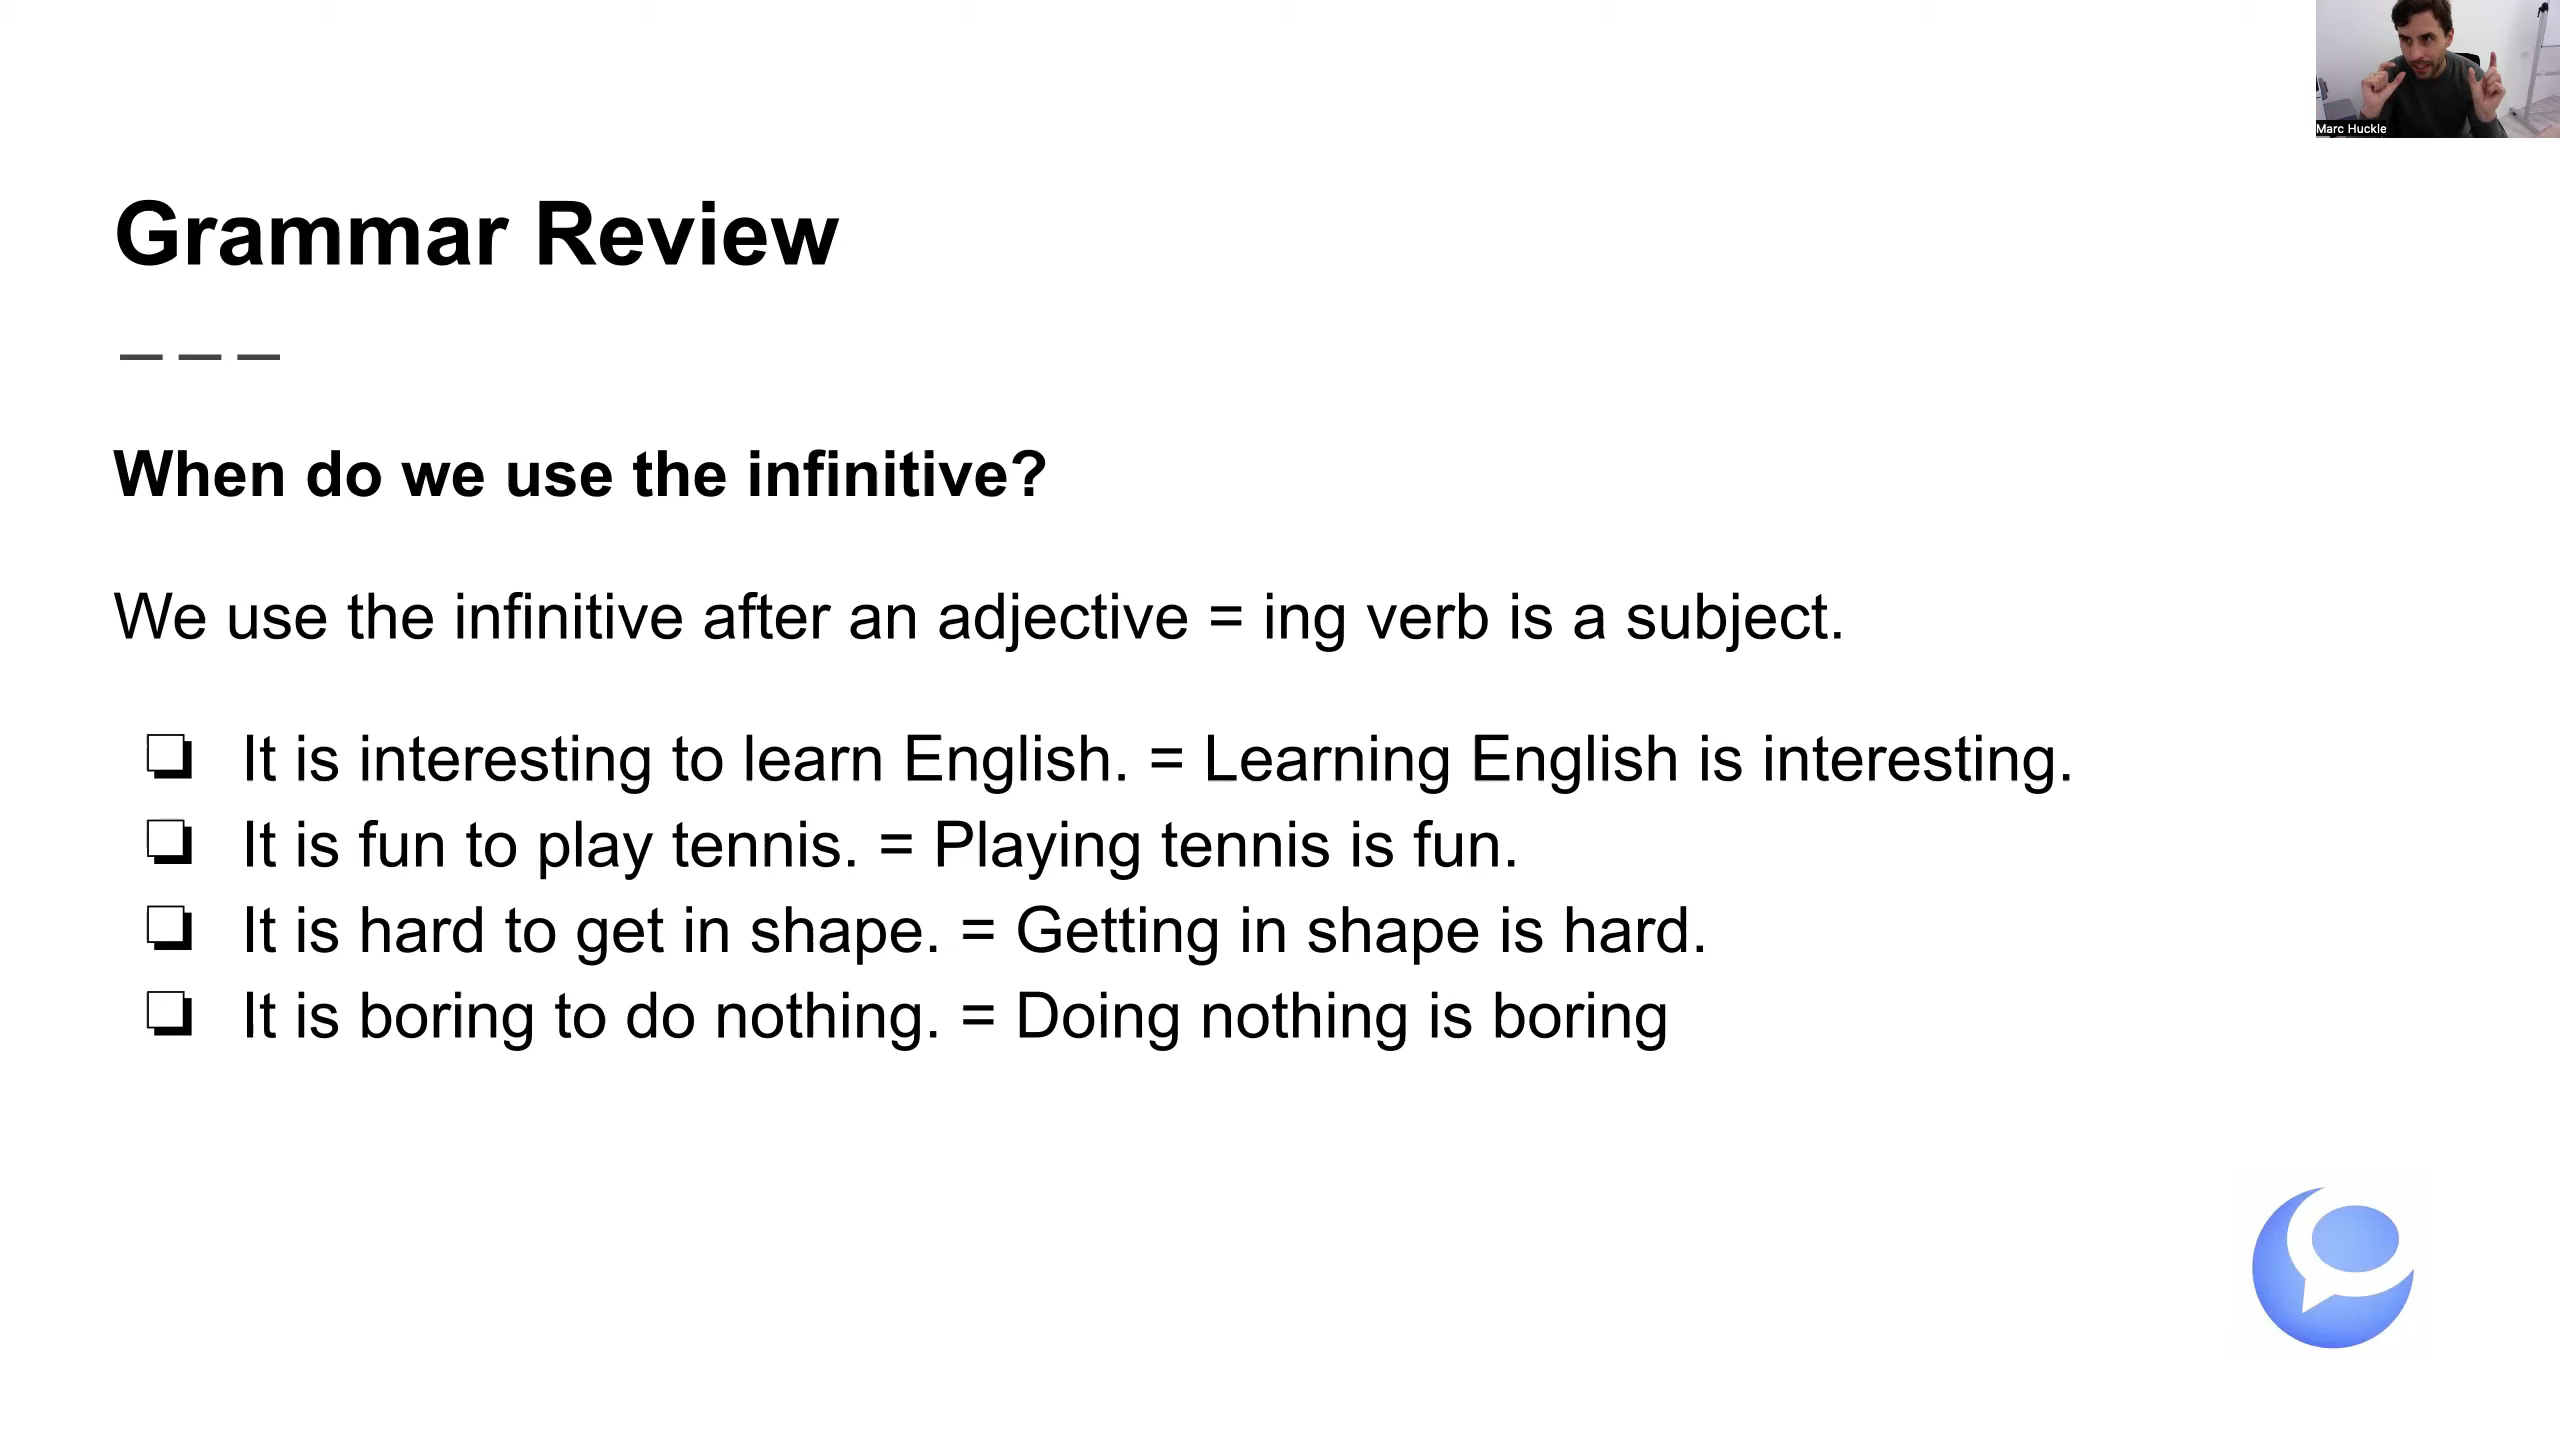 Marc Huckle
Grammar Review
When do we use the infinitive?
We use the infinitive after an adjective = ing verb is a subject.
❏ It is interesting to learn English. = Learning English is interesting.
❏ It is fun to play tennis. = Playing tennis is fun.
❏ It is hard to get in shape. = Getting in shape is hard.
❏ It is boring to do nothing. = Doing nothing is boring